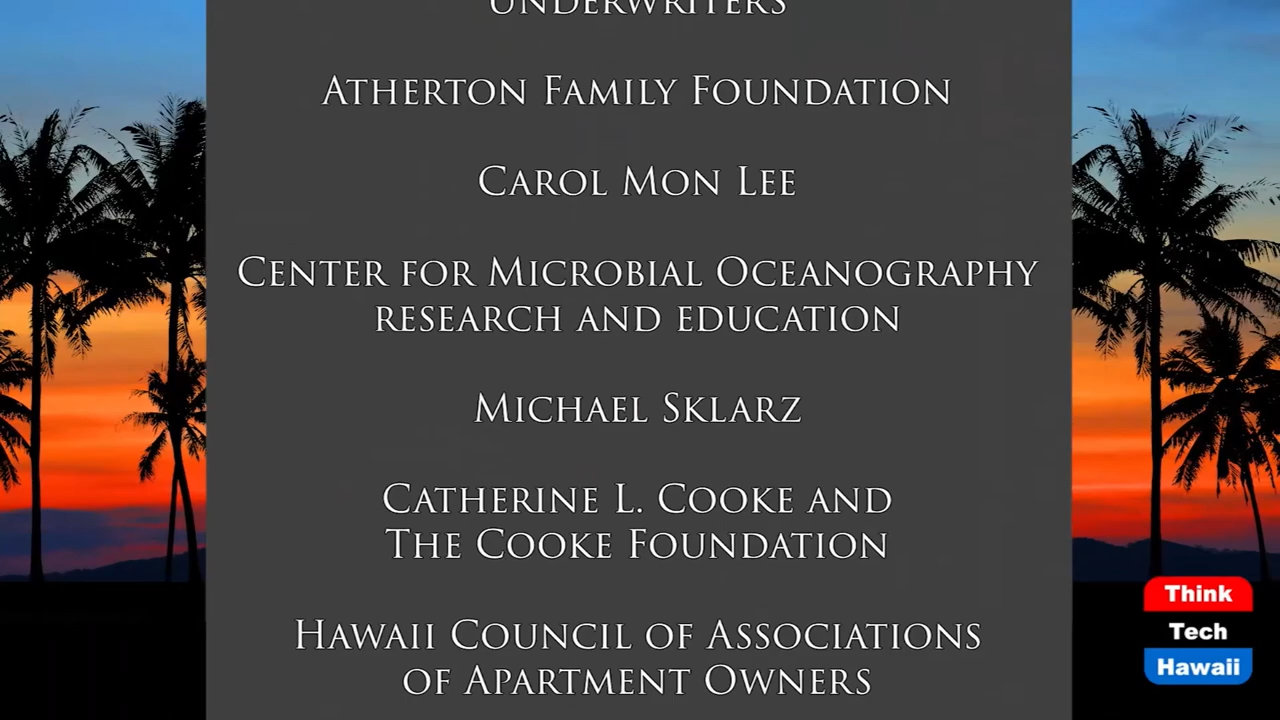 UNDERWRITERS
ATHERTON FAMILY FOUNDATION
CAROL MON LEE
CENTER FOR MICROBIAL OCEANOGRAPHY
RESEARCH AND EDUCATION
MICHAEL SKLARZ
CATHERINE L. COOKE AND
THE COOKE FOUNDATION
HAWAII COUNCIL OF ASSOCIATIONS
OF APARTMENT OWNERS
Think
Tech
Hawaii